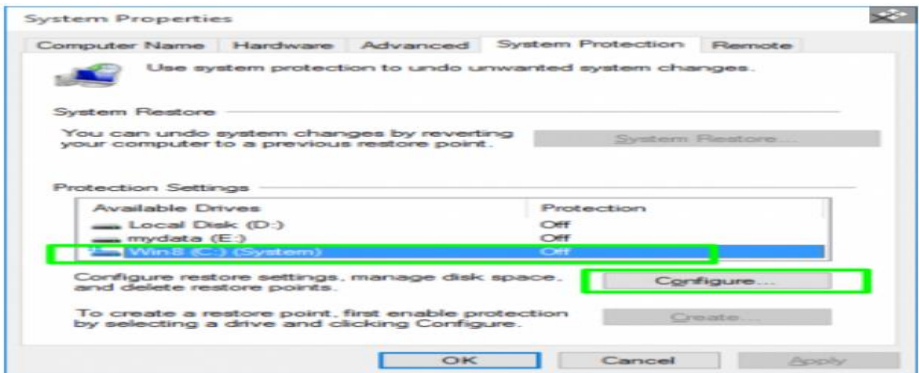 System Properties
Computer Name Hardware Advanced System Protection Remote
Use system protection to undo unwanted system changes.
System Restore
You can undo system changes by reverting
your computer to a previous restore point.
System Restore...
Protection Settings
Available Drives Protection
Local Disk (D:) Off
mydata (E:) Off
Win8 (C:) (System) Off
Configure restore settings, manage disk space,
and delete restore points.
Configure...
To create a restore point, first enable protection
by selecting a drive and clicking Configure.
Create...
OK Cancel Apply